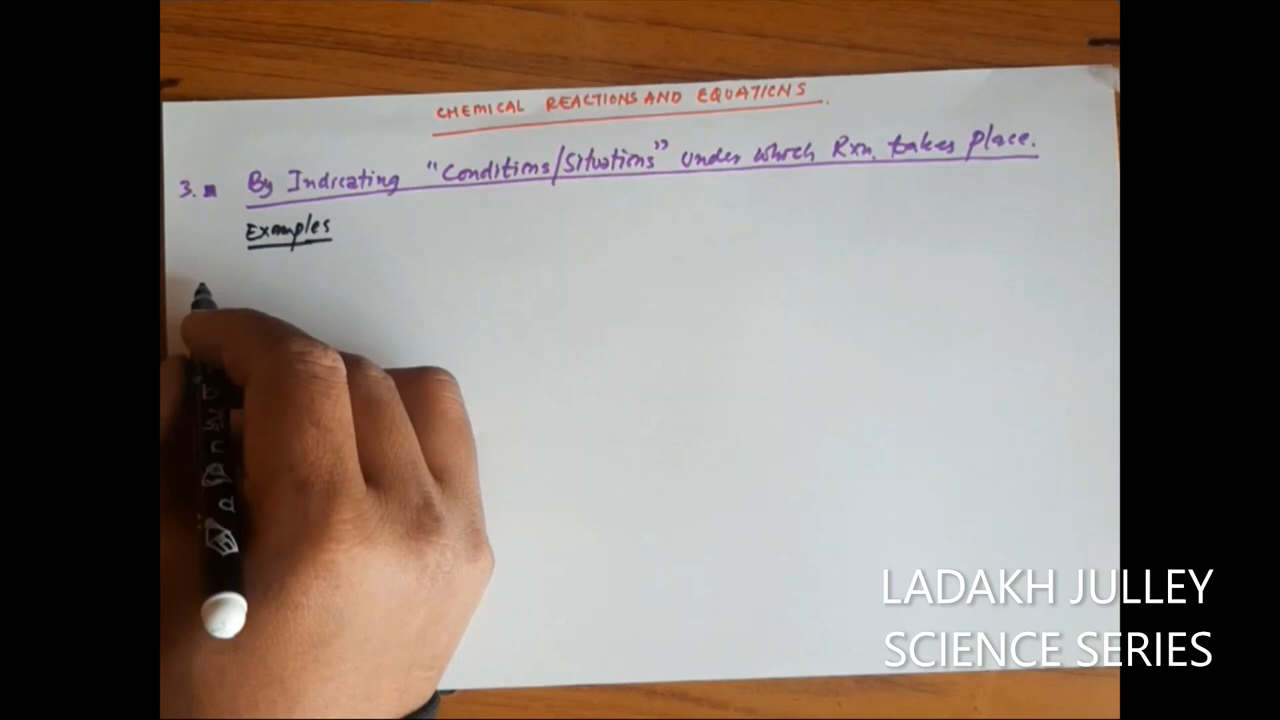 CHEMICAL REACTIONS AND EQUATIONS.
3. By Indicating "Conditions/Situations" Under which Rxn. takes place.
Examples
LADAKH JULLEY
SCIENCE SERIES